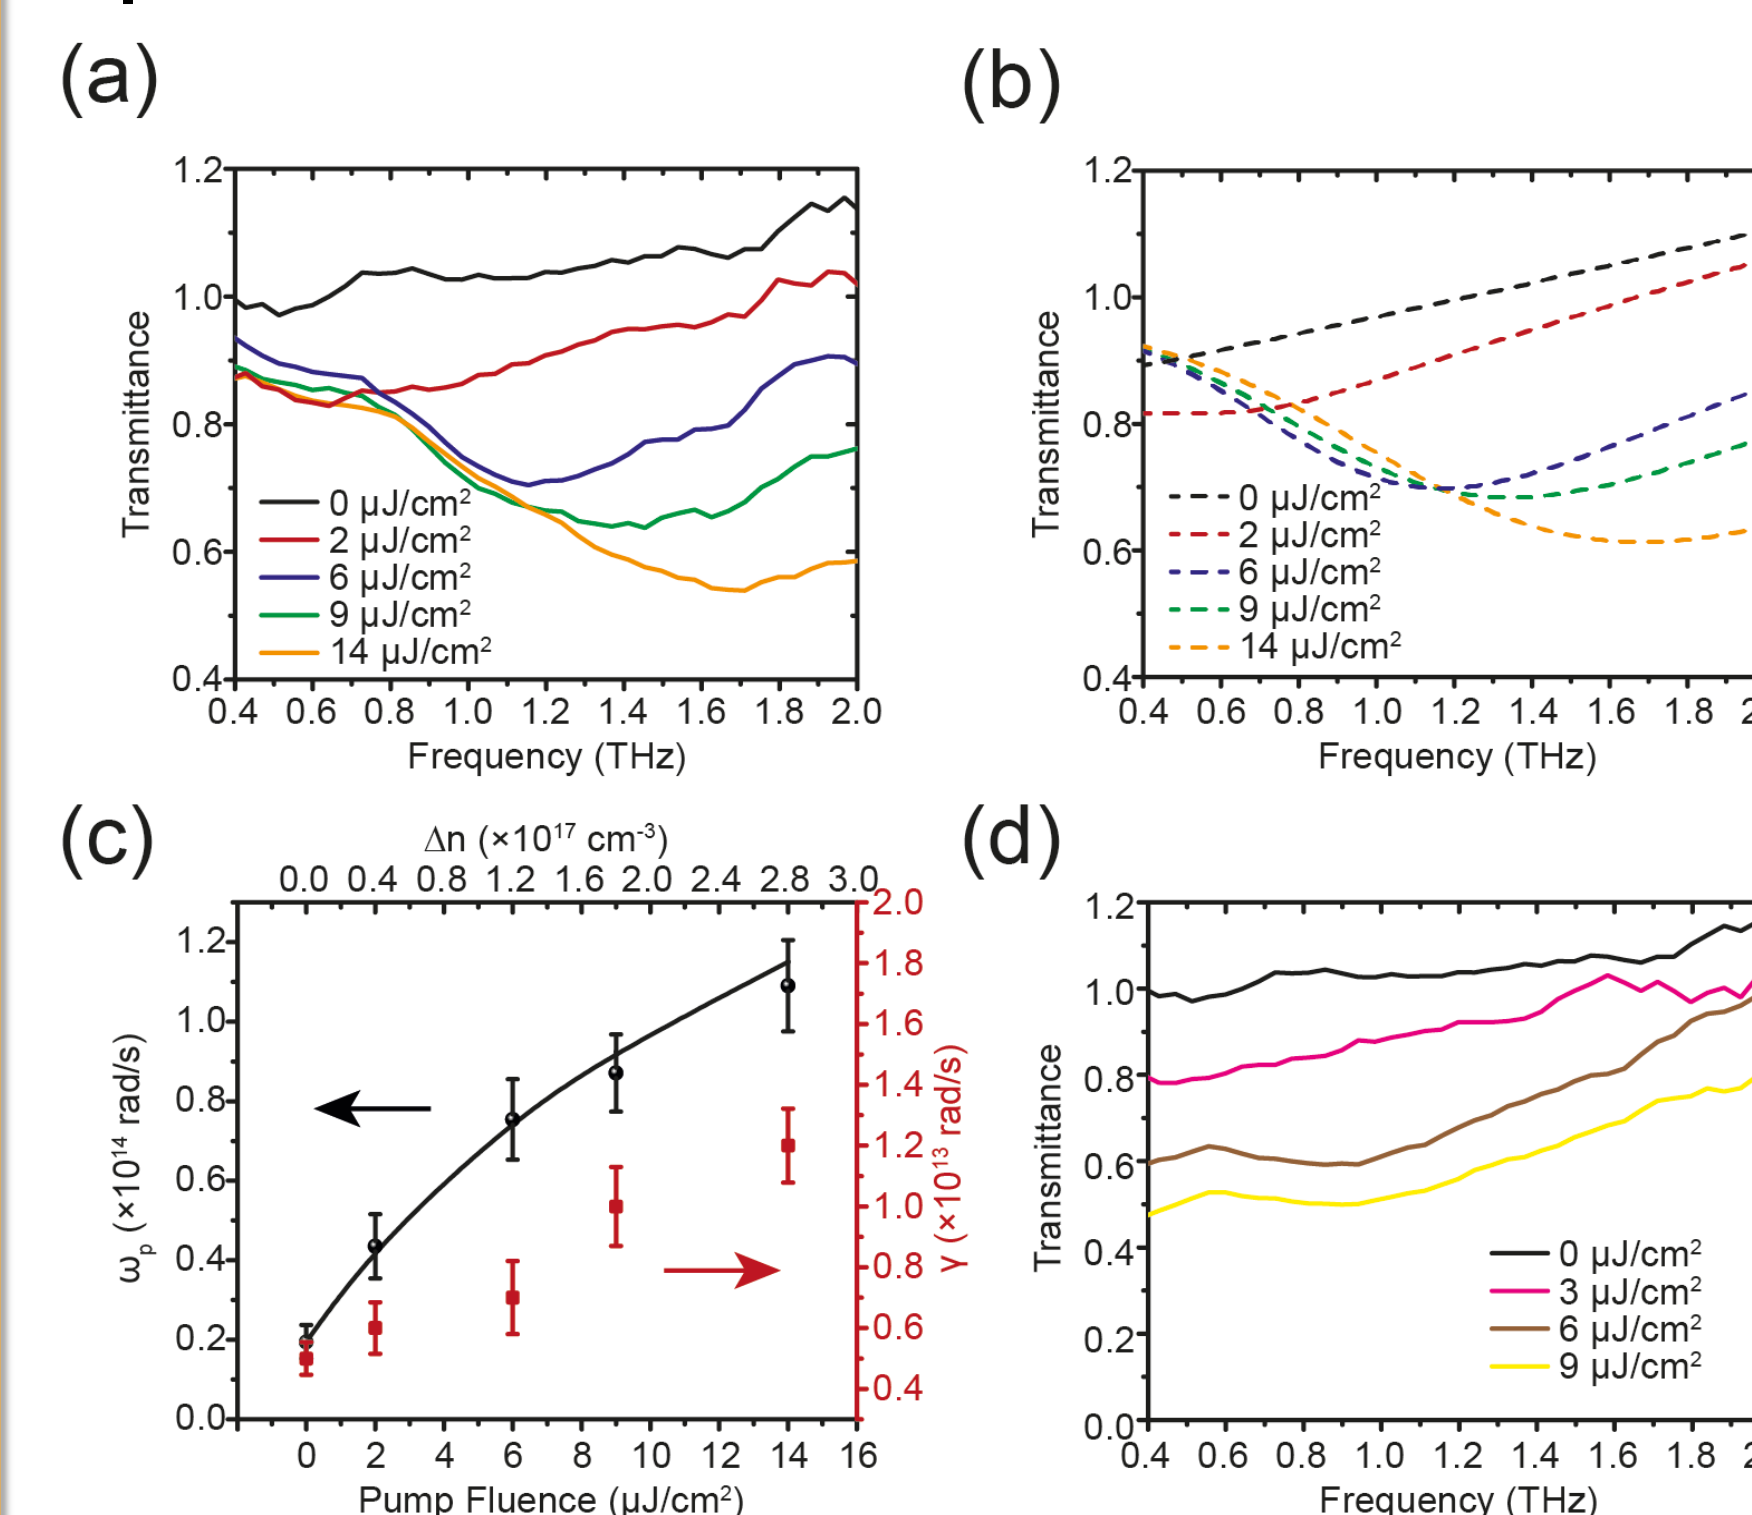 (a)
1.2
1.0
0.8
0.6
0.4
Transmittance
0 µJ/cm²
2 µJ/cm²
6 µJ/cm²
9 µJ/cm²
14 µJ/cm²
0.4 0.6 0.8 1.0 1.2 1.4 1.6 1.8 2.0
Frequency (THz)
(b)
1.2
1.0
0.8
0.6
0.4
Transmittance
0 µJ/cm²
2 µJ/cm²
6 µJ/cm²
9 µJ/cm²
14 µJ/cm²
0.4 0.6 0.8 1.0 1.2 1.4 1.6 1.8
Frequency (THz)
(c)
Δn (×10¹⁷ cm⁻³)
0.0 0.4 0.8 1.2 1.6 2.0 2.4 2.8 3.0
1.2
1.0
0.8
0.6
0.4
0.2
0.0
ωₚ (×10¹⁴ rad/s)
2.0
1.8
1.6
1.4
1.2
1.0
0.8
0.6
0.4
γ (×10¹³ rad/s)
0 2 4 6 8 10 12 14 16
Pump Fluence (µJ/cm²)
(d)
1.2
1.0
0.8
0.6
0.4
0.2
0.0
Transmittance
0 µJ/cm²
3 µJ/cm²
6 µJ/cm²
9 µJ/cm²
0.4 0.6 0.8 1.0 1.2 1.4 1.6 1.8
Frequency (THz)